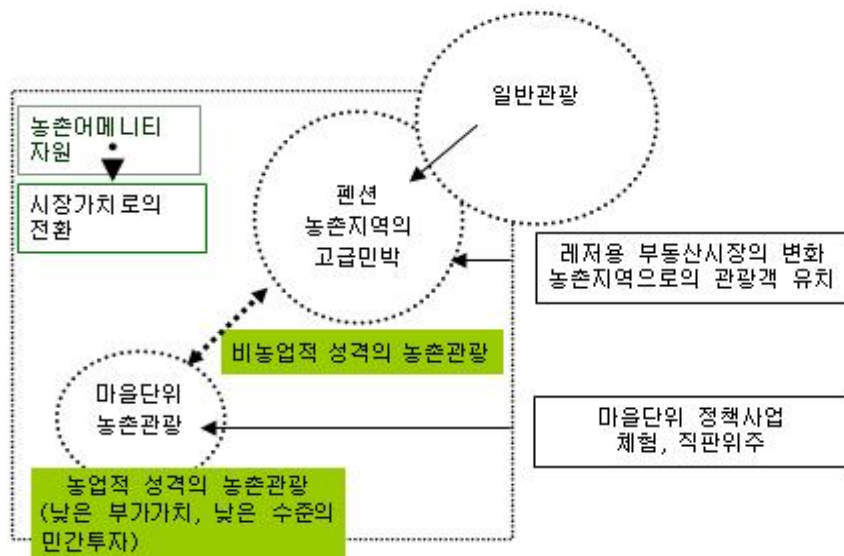 일반관광
농촌어메니티
자원
시장가치로의
전환
펜션
농촌지역의
고급민박
레저용 부동산시장의 변화
농촌지역으로의 관광객 유치
비농업적 성격의 농촌관광
마을단위
농촌관광
마을단위 정책사업
체험, 직판위주
농업적 성격의 농촌관광
(낮은 부가가치, 낮은 수준의
민간투자)